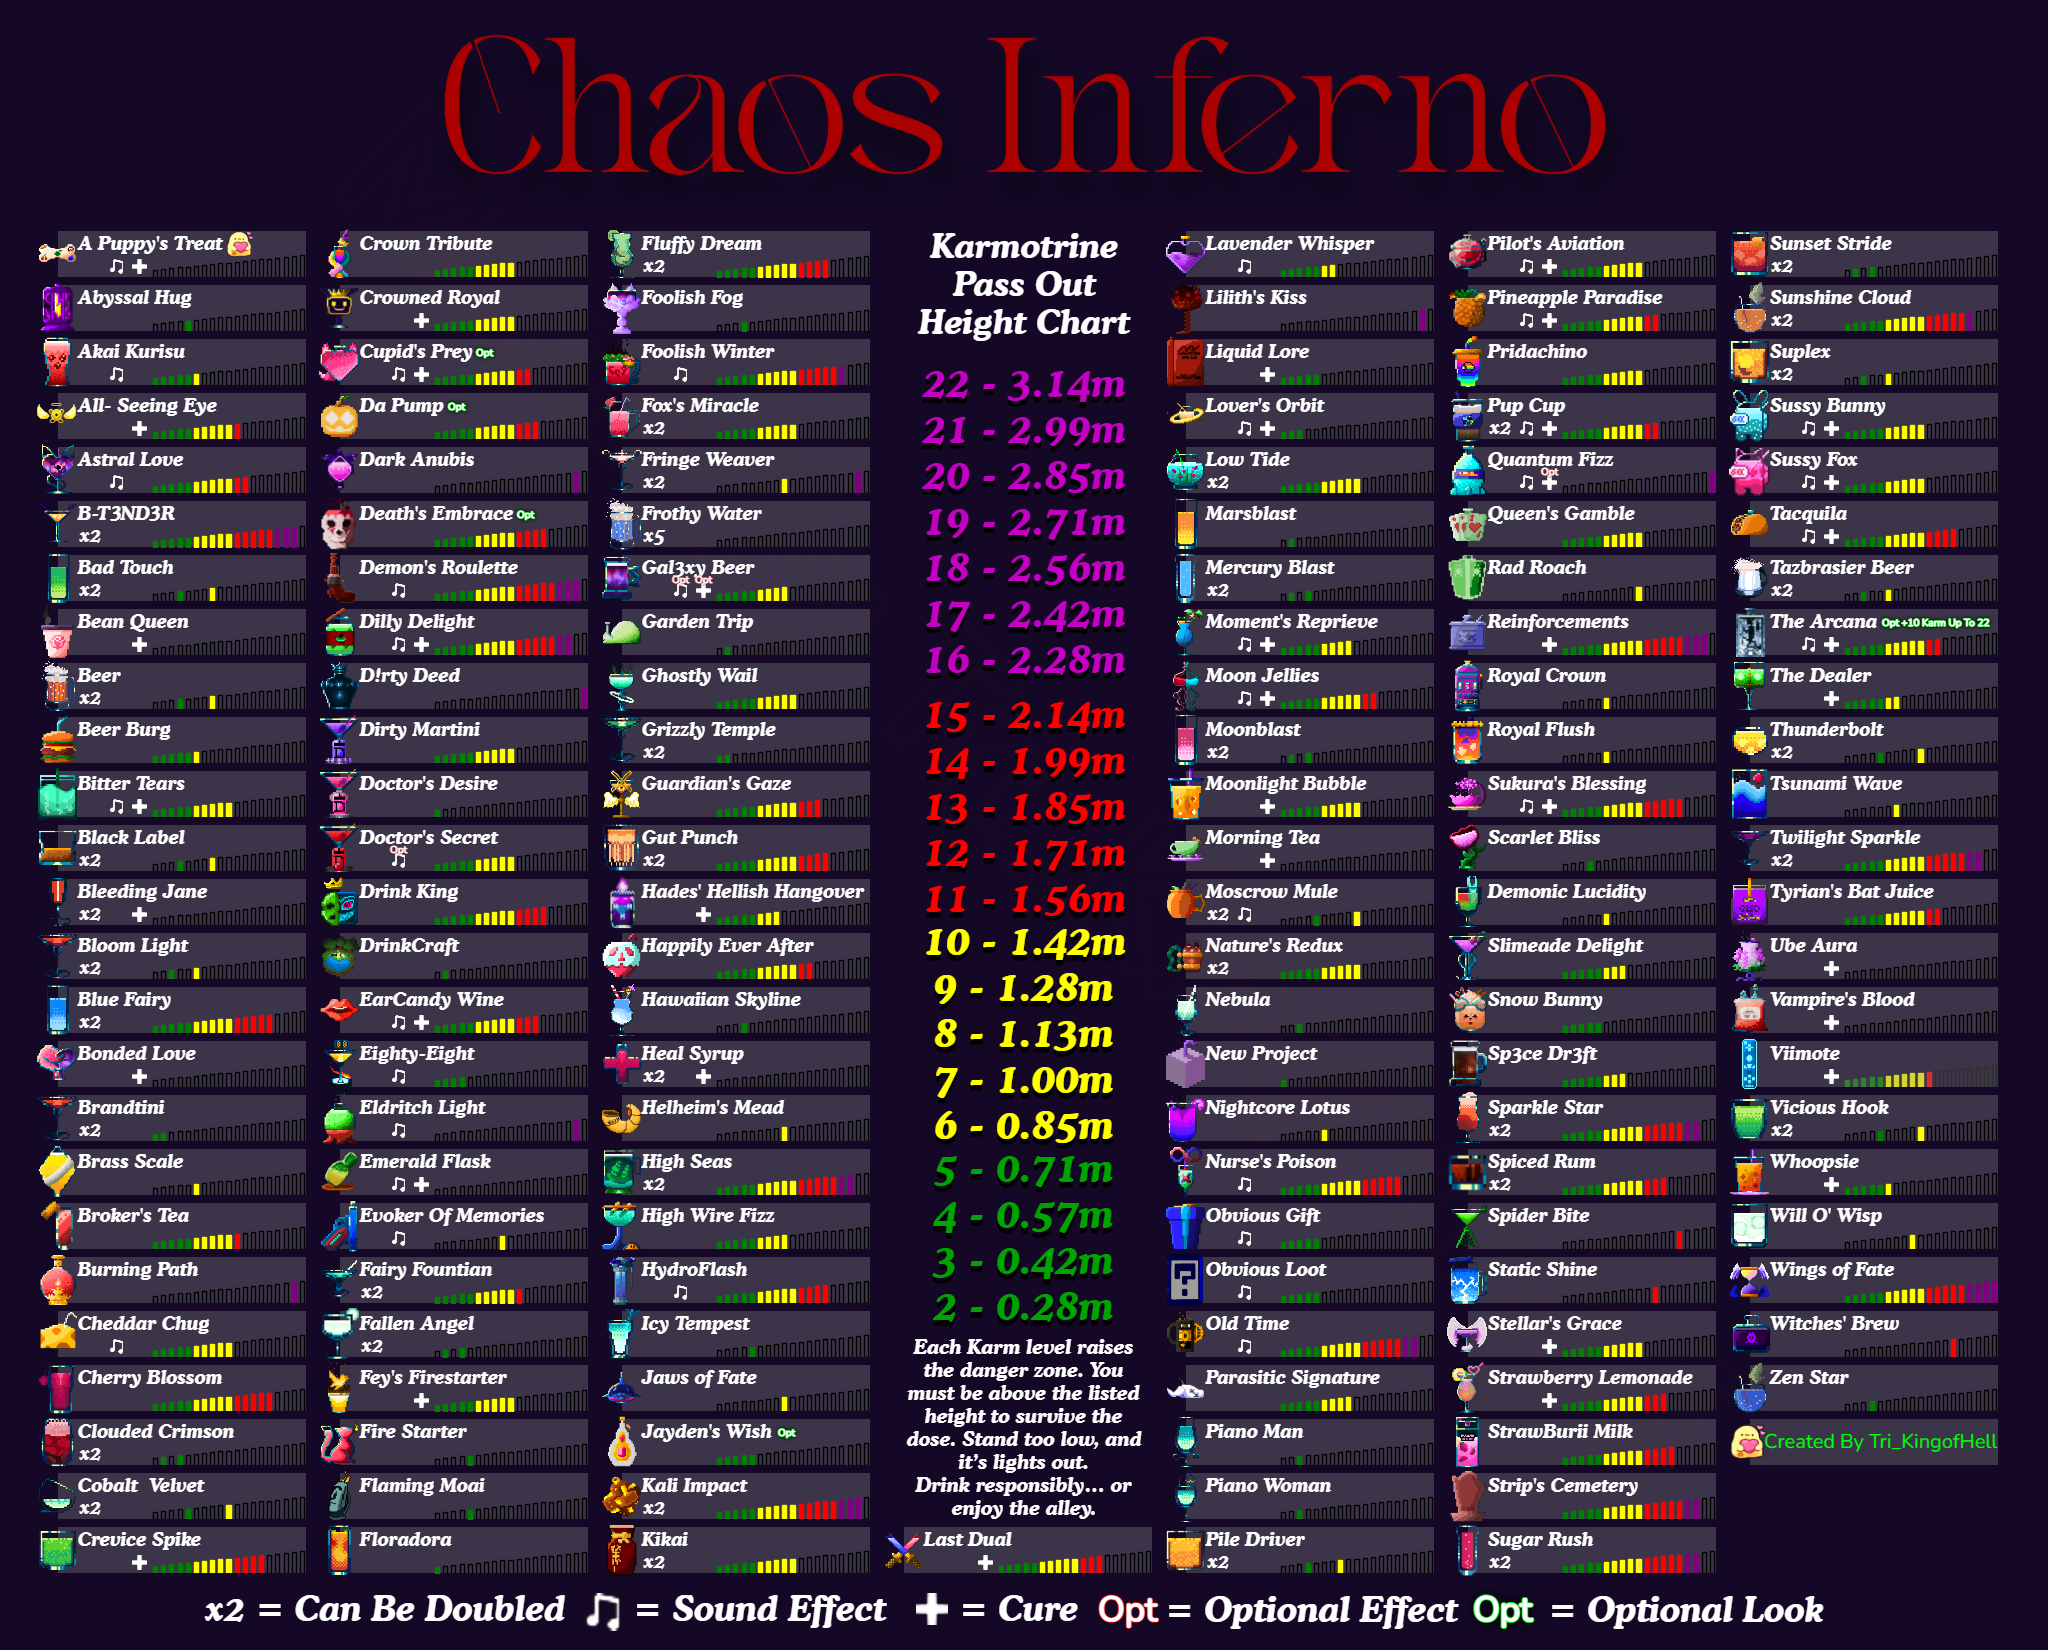 Chaos Inferno
A Puppy's Treat
Abyssal Hug
Akai Kurisu
All- Seeing Eye
Astral Love
B-T3ND3R
x2
Bad Touch
x2
Bean Queen
Beer
x2
Beer Burg
Bitter Tears
Black Label
x2
Bleeding Jane
x2
Bloom Light
x2
Blue Fairy
x2
Bonded Love
Brandtini
x2
Brass Scale
Broker's Tea
Burning Path
Cheddar Chug
Cherry Blossom
Clouded Crimson
x2
Cobalt Velvet
x2
Crevice Spike
Crown Tribute
Crowned Royal
Cupid's Prey Opt
Da Pump Opt
Dark Anubis
Death's Embrace Opt
Demon's Roulette
Dilly Delight
D!rty Deed
Dirty Martini
Doctor's Desire
Doctor's Secret
Opt
Drink King
DrinkCraft
EarCandy Wine
Eighty-Eight
Eldritch Light
Emerald Flask
Evoker Of Memories
Fairy Fountian
x2
Fallen Angel
x2
Fey's Firestarter
Fire Starter
Flaming Moai
Floradora
Fluffy Dream
x2
Foolish Fog
Foolish Winter
Fox's Miracle
x2
Fringe Weaver
x2
Frothy Water
x5
Gal3xy Beer
Opt Opt
Garden Trip
Ghostly Wail
Grizzly Temple
x2
Guardian's Gaze
Gut Punch
x2
Hades' Hellish Hangover
Happily Ever After
Hawaiian Skyline
Heal Syrup
x2
Helheim's Mead
High Seas
x2
High Wire Fizz
HydroFlash
Icy Tempest
Jaws of Fate
Jayden's Wish Opt
Kali Impact
x2
Kikai
x2
Karmotrine
Pass Out
Height Chart
22 - 3.14m
21 - 2.99m
20 - 2.85m
19 - 2.71m
18 - 2.56m
17 - 2.42m
16 - 2.28m
15 - 2.14m
14 - 1.99m
13 - 1.85m
12 - 1.71m
11 - 1.56m
10 - 1.42m
9 - 1.28m
8 - 1.13m
7 - 1.00m
6 - 0.85m
5 - 0.71m
4 - 0.57m
3 - 0.42m
2 - 0.28m
Each Karm level raises
the danger zone. You
must be above the listed
height to survive the
dose. Stand too low, and
it's lights out.
Drink responsibly... or
enjoy the alley.
Last Dual
Lavender Whisper
Lilith's Kiss
Liquid Lore
Lover's Orbit
Low Tide
x2
Marsblast
Mercury Blast
x2
Moment's Reprieve
Moon Jellies
Moonblast
x2
Moonlight Bubble
Morning Tea
Moscrow Mule
x2
Nature's Redux
x2
Nebula
New Project
Nightcore Lotus
Nurse's Poison
Obvious Gift
Obvious Loot
Old Time
Parasitic Signature
Piano Man
Piano Woman
Pile Driver
x2
Pilot's Aviation
Pineapple Paradise
Pridachino
Pup Cup
x2
Quantum Fizz
Opt
Queen's Gamble
Rad Roach
Reinforcements
Royal Crown
Royal Flush
Sukura's Blessing
Scarlet Bliss
Demonic Lucidity
Slimeade Delight
Snow Bunny
Sp3ce Dr3ft
Sparkle Star
x2
Spiced Rum
x2
Spider Bite
Static Shine
Stellar's Grace
Strawberry Lemonade
StrawBurii Milk
Strip's Cemetery
Sugar Rush
x2
Sunset Stride
x2
Sunshine Cloud
x2
Suplex
x2
Sussy Bunny
Sussy Fox
Tacquila
Tazbrasier Beer
x2
The Arcana Opt +10 Karm Up To 22
The Dealer
Thunderbolt
x2
Tsunami Wave
Twilight Sparkle
x2
Tyrian's Bat Juice
Ube Aura
Vampire's Blood
Viimote
Vicious Hook
x2
Whoopsie
Will O' Wisp
Wings of Fate
Witches' Brew
Zen Star
Created By Tri_KingofHell
x2 = Can Be Doubled = Sound Effect = Cure Opt = Optional Effect Opt = Optional Look